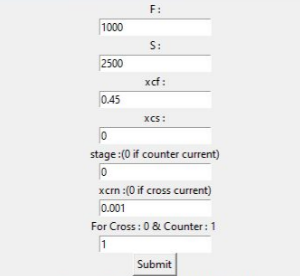 F :
1000
S :
2500
xcf :
0.45
xcs :
0
stage :(0 if counter current)
0
xcrn :(0 if cross current)
0.001
For Cross : 0 & Counter : 1
1
Submit